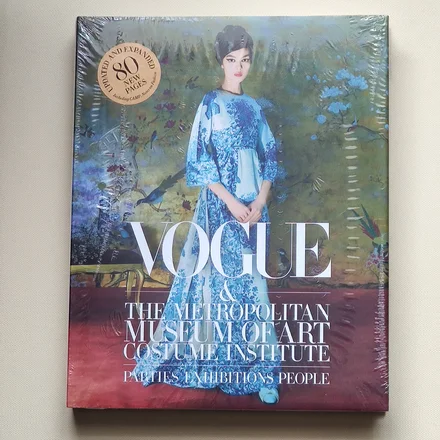 UPDATED AND EXPANDED
80
NEW
PAGES
VOGUE
&
THE METROPOLITAN
MUSEUM OF ART
COSTUME INSTITUTE
PARTIES EXHIBITIONS PEOPLE